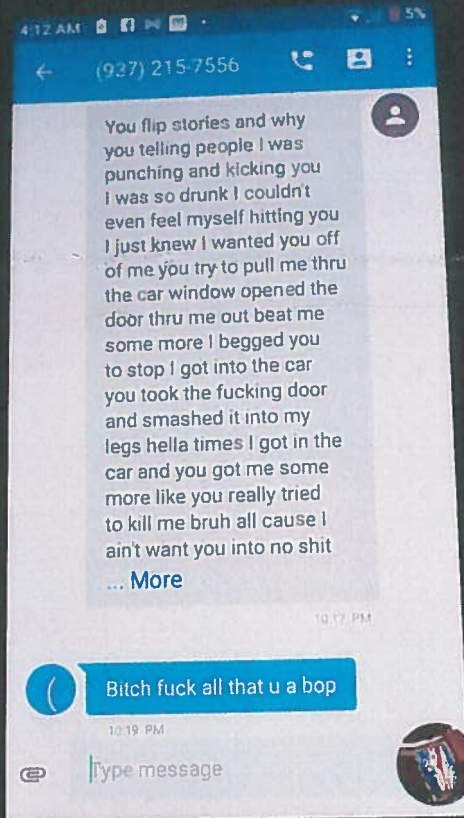 4:12 AM 5%
(937) 215-7556
You flip stories and why
you telling people I was
punching and kicking you
I was so drunk I couldn't
even feel myself hitting you
I just knew I wanted you off
of me you try to pull me thru
the car window opened the
door thru me out beat me
some more I begged you
to stop I got into the car
you took the fucking door
and smashed it into my
legs hella times I got in the
car and you got me some
more like you really tried
to kill me bruh all cause I
ain't want you into no shit
... More
10:17 PM
Bitch fuck all that u a bop
10:19 PM
Type message